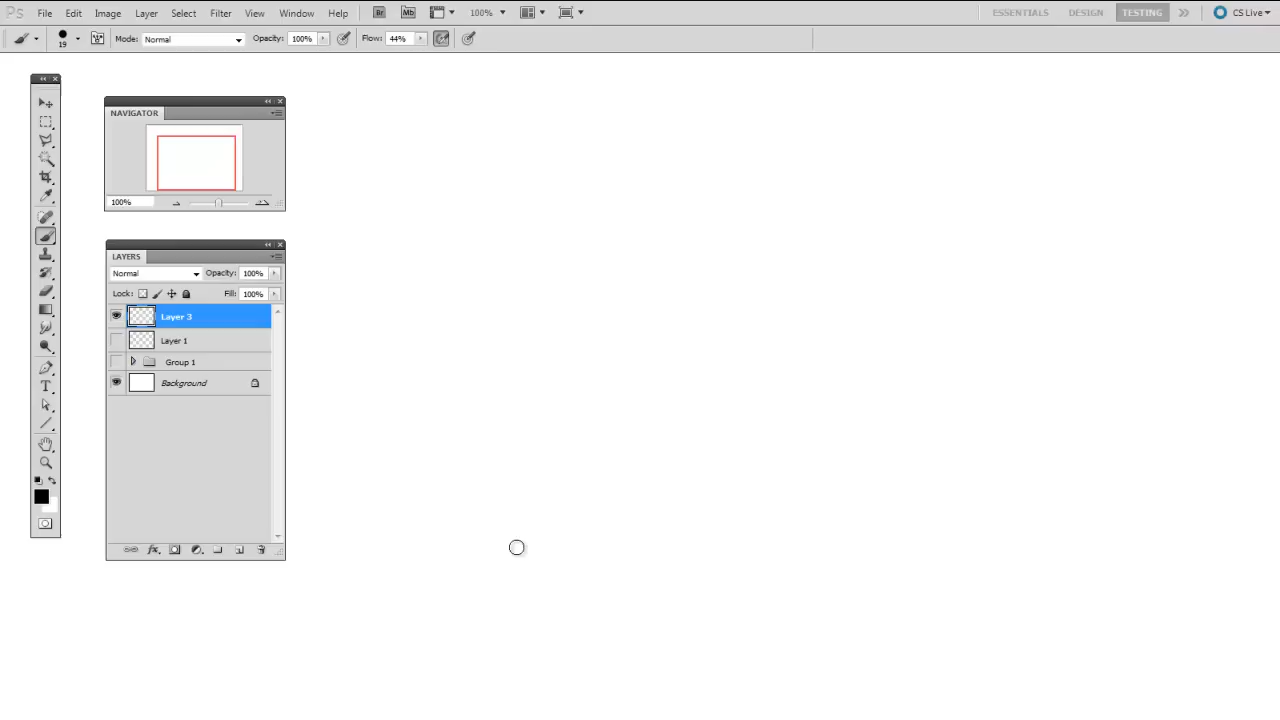 Ps File Edit Image Layer Select Filter View Window Help Br Mb 100% ESSENTIALS DESIGN TESTING CS Live
19 Mode: Normal Opacity: 100% Flow: 44%
NAVIGATOR
100%
LAYERS
Normal Opacity: 100%
Lock: Fill: 100%
Layer 3
Layer 1
Group 1
Background
fx
T